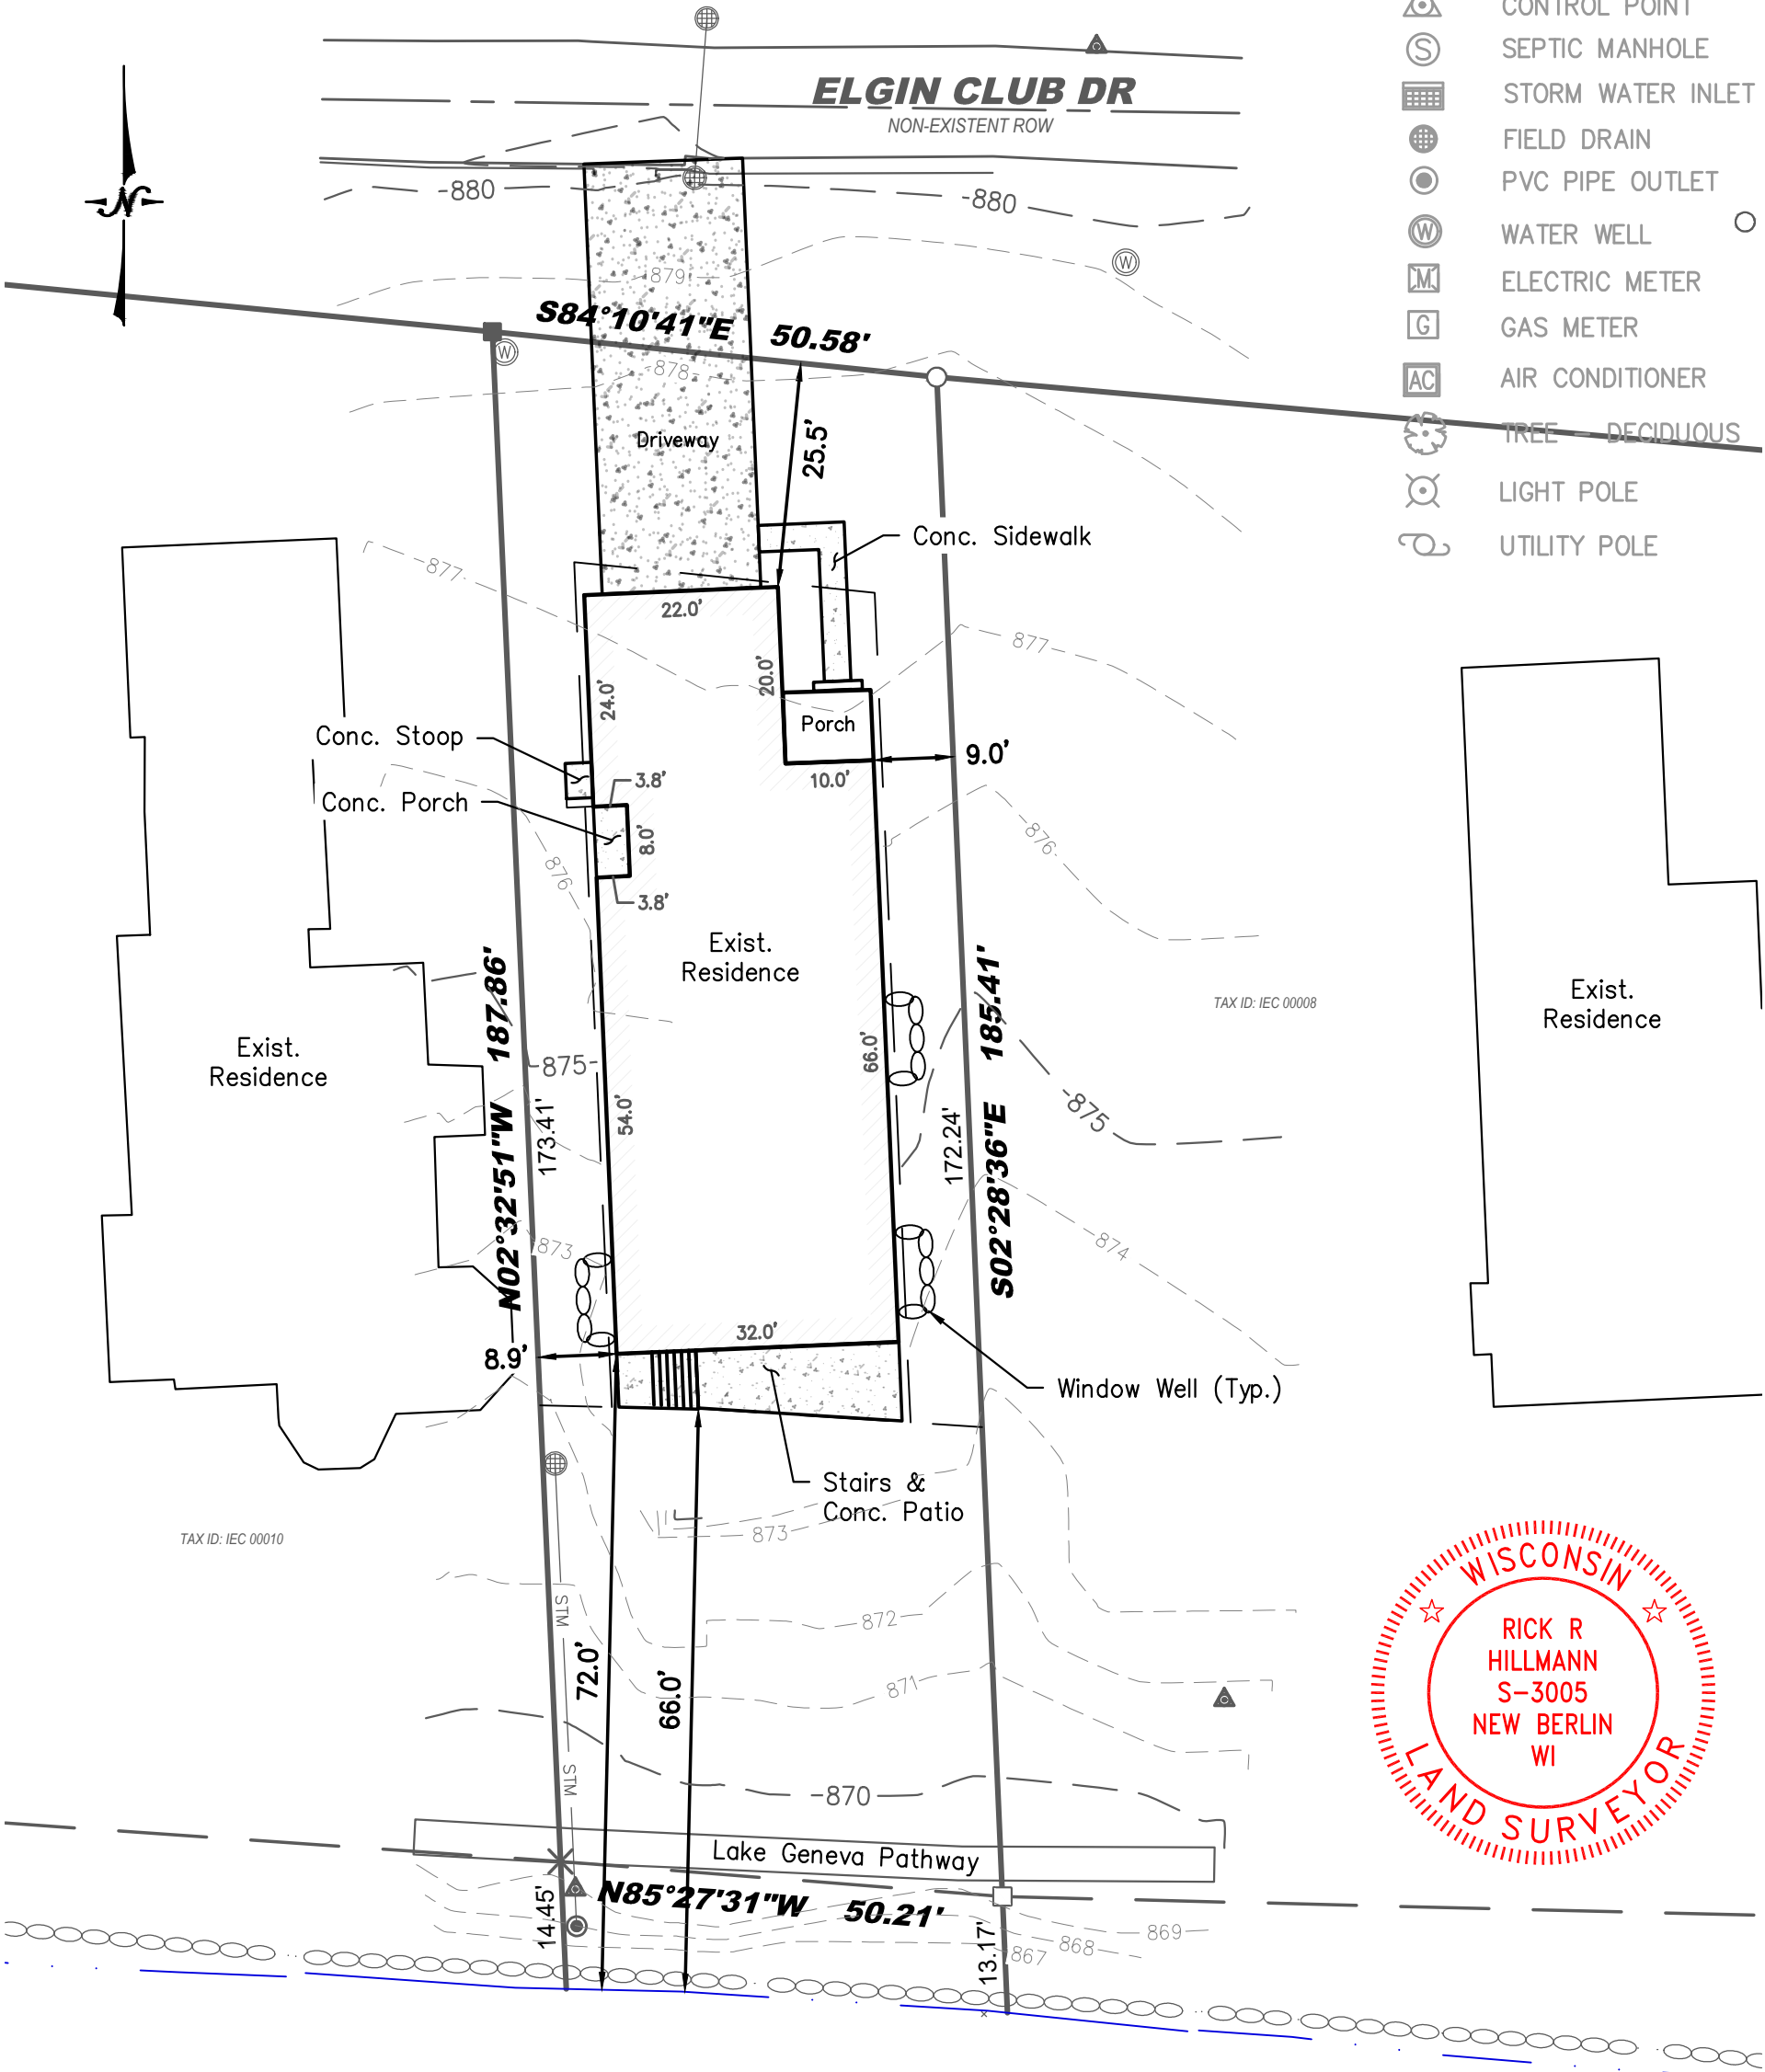 CONTROL POINT
S SEPTIC MANHOLE
STORM WATER INLET
FIELD DRAIN
PVC PIPE OUTLET
W WATER WELL
M ELECTRIC METER
G GAS METER
AC AIR CONDITIONER
TREE - DECIDUOUS
LIGHT POLE
UTILITY POLE
ELGIN CLUB DR
NON-EXISTENT ROW
N
-880
-880
W
879
S84°10'41"E 50.58'
W
878
Driveway
25.5'
Conc. Sidewalk
877
22.0'
877
20.0'
24.0'
Porch
Conc. Stoop
9.0'
3.8'
10.0'
Conc. Porch
8.0'
876
876
3.8'
Exist.
Residence
N02°32'51"W 187.86'
S02°28'36"E 185.41'
TAX ID: IEC 00008
Exist.
Residence
Exist.
Residence
66.0'
-875-
-875
54.0'
173.41'
172.24'
873
874
32.0'
8.9'
Window Well (Typ.)
Stairs &
Conc. Patio
873
TAX ID: IEC 00010
STM
872
72.0'
66.0'
871
STM
-870
Lake Geneva Pathway
N85°27'31"W 50.21'
14.45'
13.17'
869
868
867
WISCONSIN
RICK R
HILLMANN
S-3005
NEW BERLIN
WI
LAND SURVEYOR